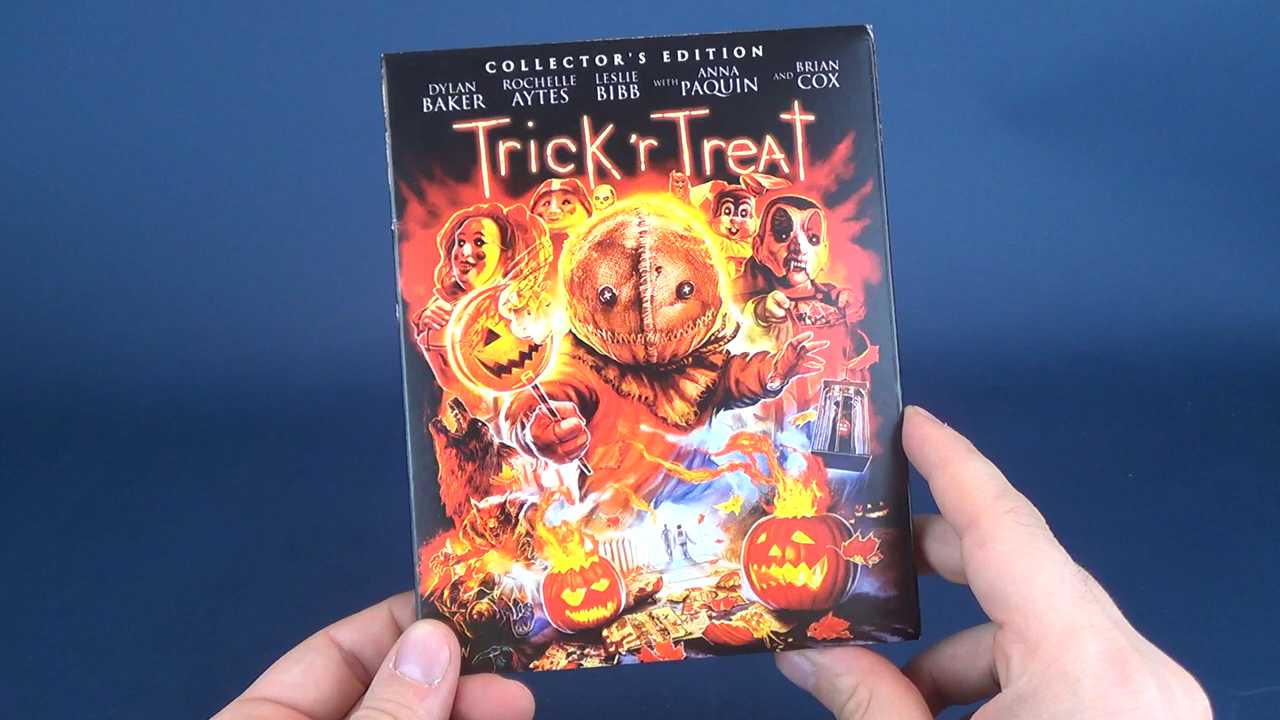 COLLECTOR'S EDITION
DYLAN BAKER ROCHELLE AYTES LESLIE BIBB WITH ANNA PAQUIN AND BRIAN COX
Trick 'r Treat